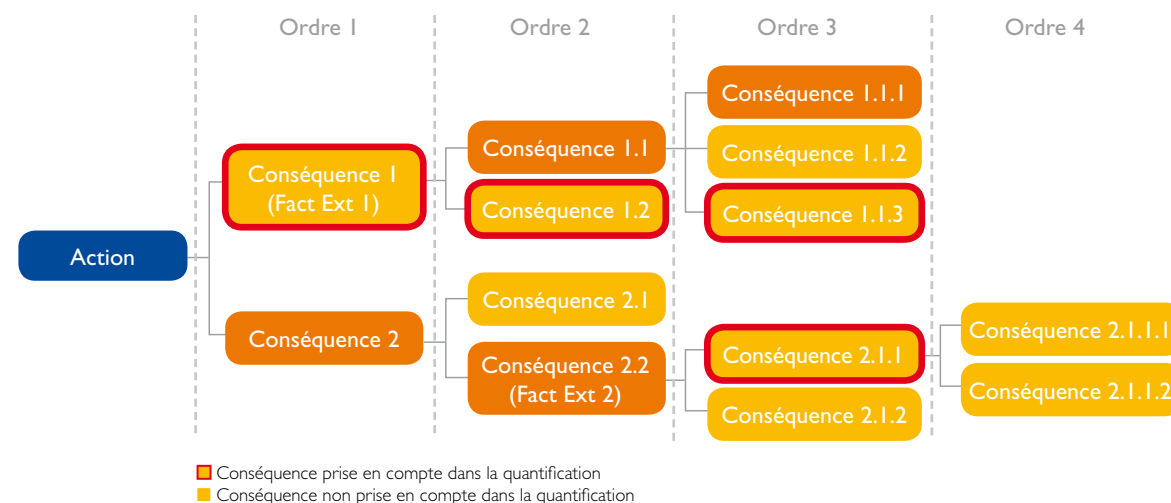 Ordre 1
Ordre 2
Ordre 3
Ordre 4
Action
Conséquence 1
(Fact Ext 1)
Conséquence 2
Conséquence 1.1
Conséquence 1.2
Conséquence 2.1
Conséquence 2.2
(Fact Ext 2)
Conséquence 1.1.1
Conséquence 1.1.2
Conséquence 1.1.3
Conséquence 2.1.1
Conséquence 2.1.2
Conséquence 2.1.1.1
Conséquence 2.1.1.2
Conséquence prise en compte dans la quantification
Conséquence non prise en compte dans la quantification